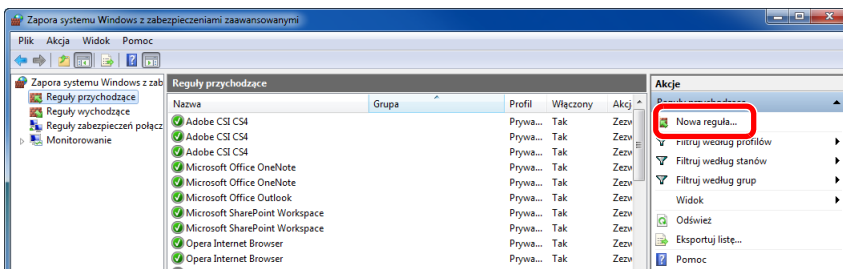 Zapora systemu Windows z zabezpieczeniami zaawansowanymi
Plik Akcja Widok Pomoc
Zapora systemu Windows z zab
Reguły przychodzące
Reguły wychodzące
Reguły zabezpieczeń połącz
Monitorowanie
Reguły przychodzące
Nazwa Grupa Profil Włączony Akcj
Adobe CSI CS4 Prywa... Tak Zezw
Adobe CSI CS4 Prywa... Tak Zezw
Adobe CSI CS4 Prywa... Tak Zezw
Microsoft Office OneNote Prywa... Tak Zezw
Microsoft Office OneNote Prywa... Tak Zezw
Microsoft Office Outlook Prywa... Tak Zezw
Microsoft SharePoint Workspace Prywa... Tak Zezw
Microsoft SharePoint Workspace Prywa... Tak Zezw
Opera Internet Browser Prywa... Tak Zezw
Opera Internet Browser Prywa... Tak Zezw
Akcje
Reguły przychodzące
Nowa reguła...
Filtruj według profilów
Filtruj według stanów
Filtruj według grup
Widok
Odśwież
Eksportuj listę...
Pomoc